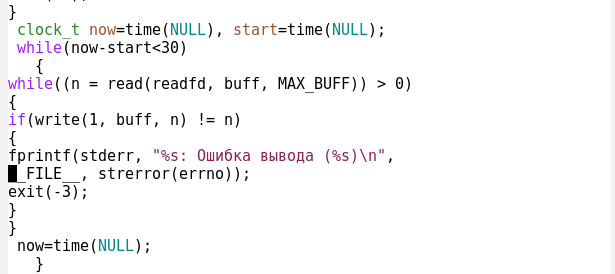 }
clock_t now=time(NULL), start=time(NULL);
while(now-start<30)
{
while((n = read(readfd, buff, MAX_BUFF)) > 0)
{
if(write(1, buff, n) != n)
{
fprintf(stderr, "%s: Ошибка вывода (%s)\n",
__FILE__, strerror(errno));
exit(-3);
}
}
now=time(NULL);
}